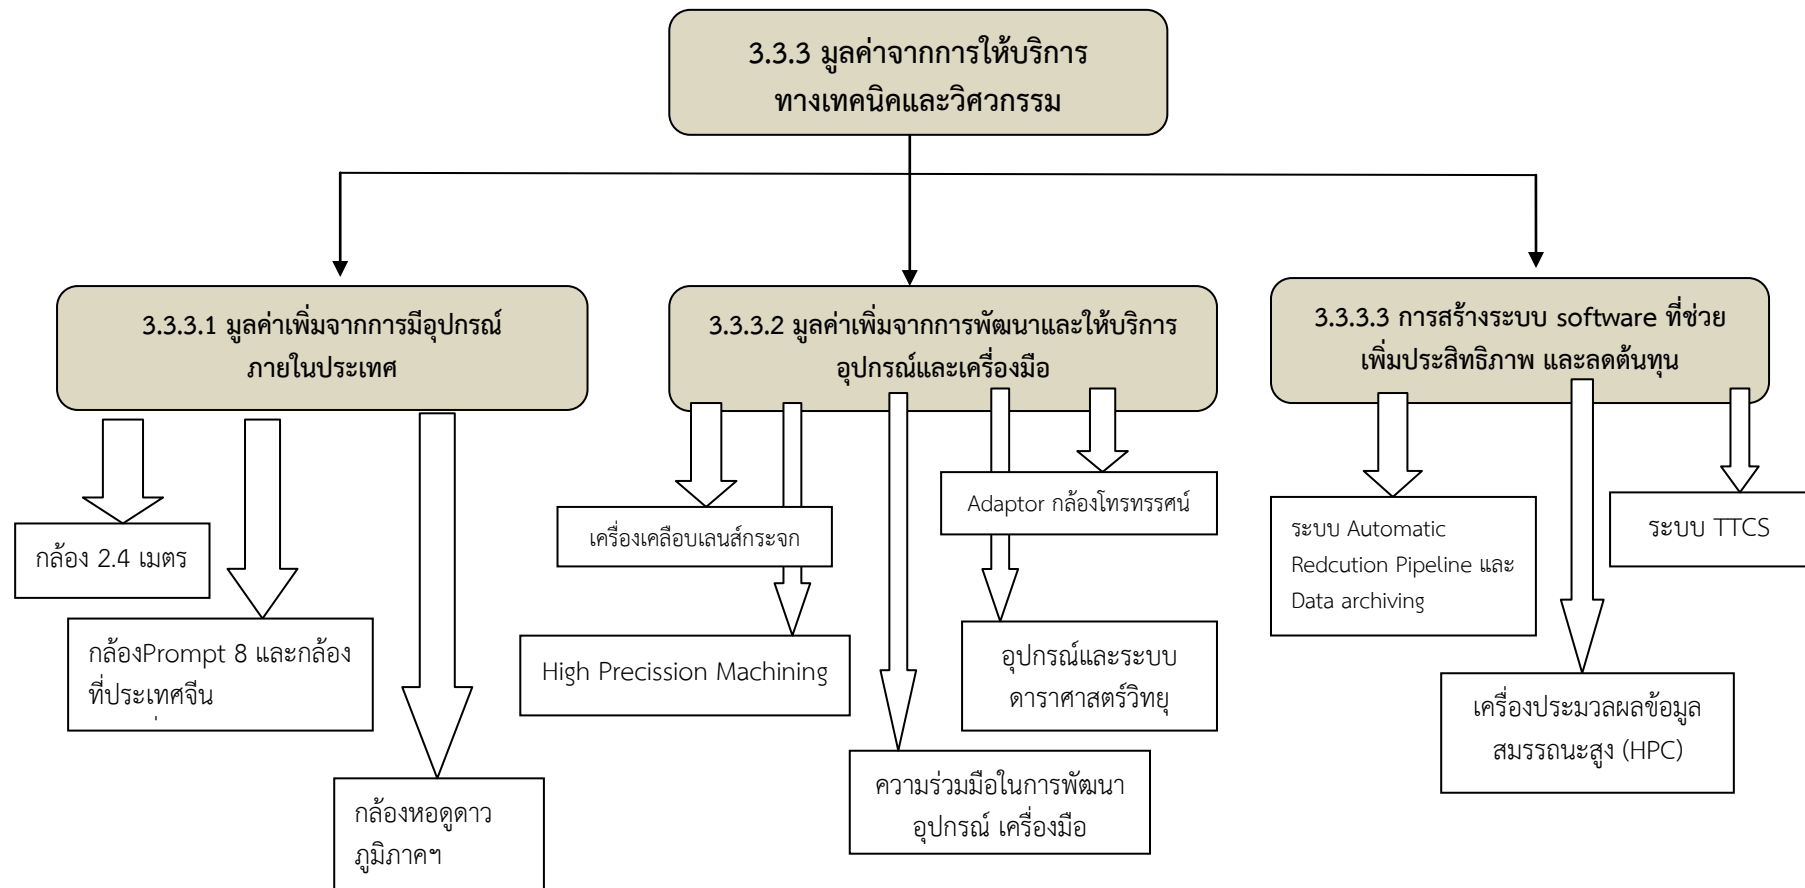 3.3.3 มูลค่าจากการให้บริการ
ทางเทคนิคและวิศวกรรม
3.3.3.1 มูลค่าเพิ่มจากการมีอุปกรณ์
ภายในประเทศ
3.3.3.2 มูลค่าเพิ่มจากการพัฒนาและให้บริการ
อุปกรณ์และเครื่องมือ
3.3.3.3 การสร้างระบบ software ที่ช่วย
เพิ่มประสิทธิภาพ และลดต้นทุน
กล้อง 2.4 เมตร
กล้องPrompt 8 และกล้อง
ที่ประเทศจีน
กล้องหอดูดาว
ภูมิภาคฯ
เครื่องเคลือบเลนส์กระจก
High Precission Machining
ความร่วมมือในการพัฒนา
อุปกรณ์ เครื่องมือ
Adaptor กล้องโทรทรรศน์
อุปกรณ์และระบบ
ดาราศาสตร์วิทยุ
ระบบ Automatic
Redcution Pipeline และ
Data archiving
เครื่องประมวลผลข้อมูล
สมรรถนะสูง (HPC)
ระบบ TTCS